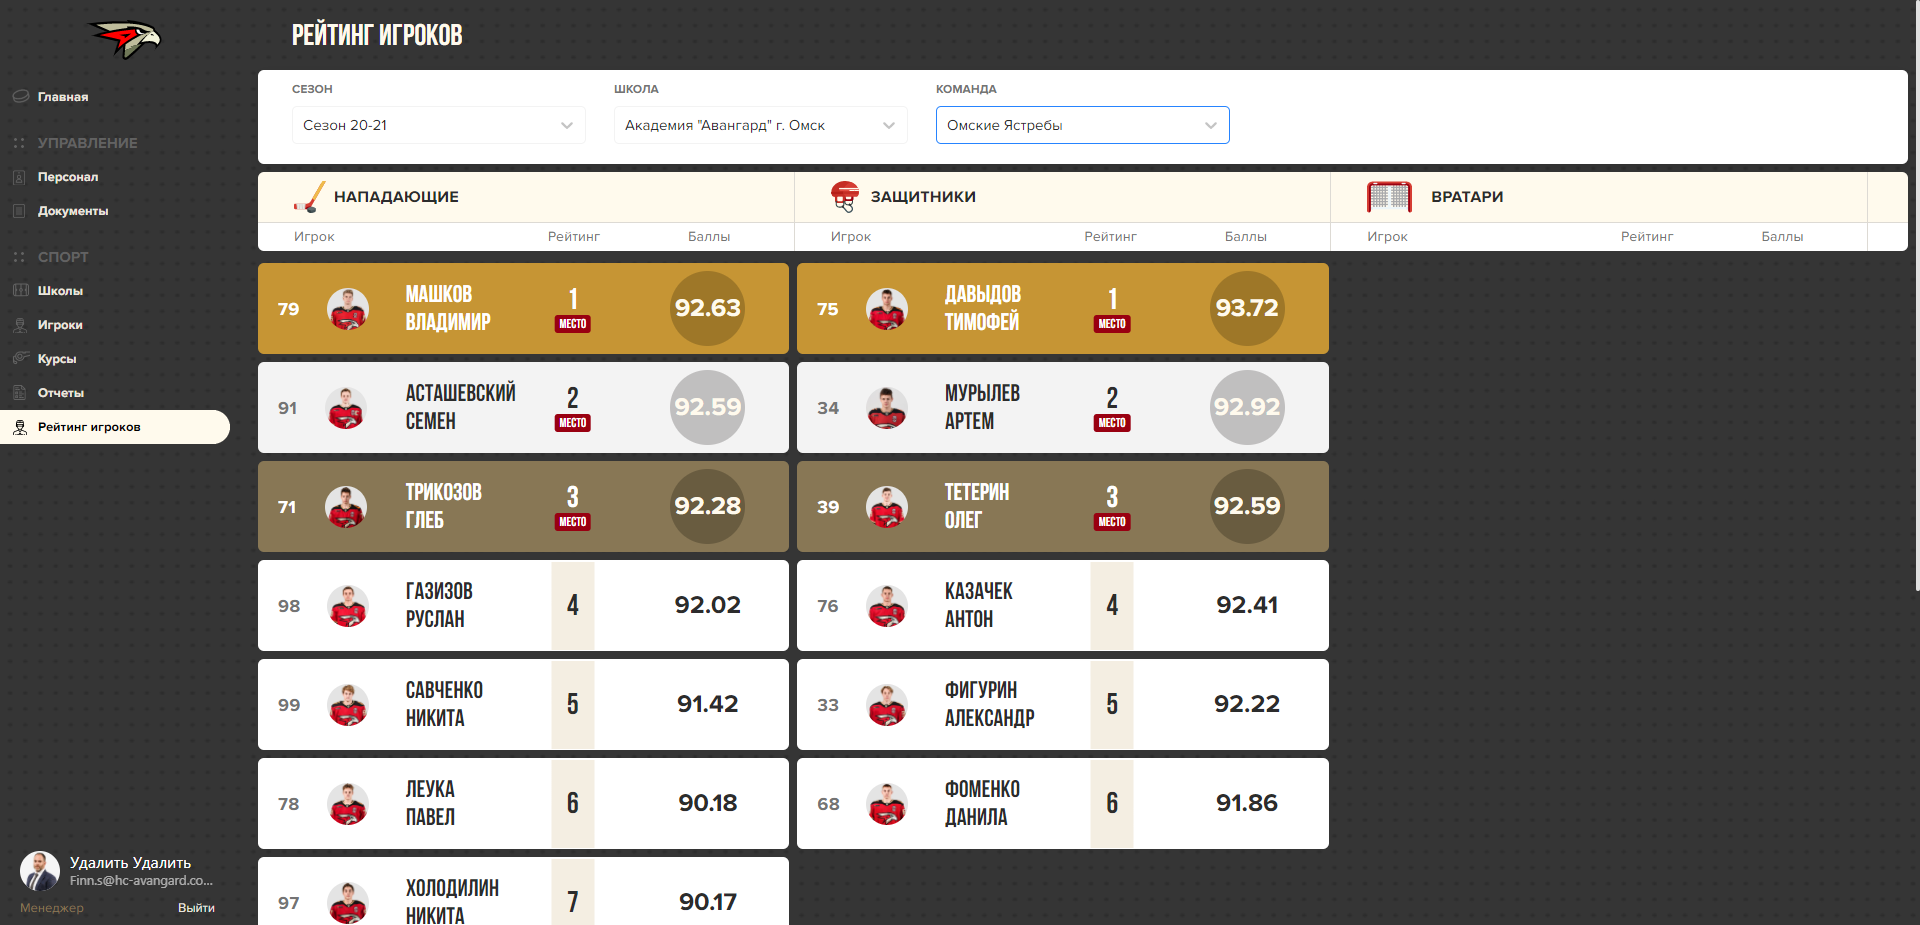 РЕЙТИНГ ИГРОКОВ
Главная
УПРАВЛЕНИЕ
Персонал
Документы
СПОРТ
Школы
Игроки
Курсы
Отчеты
Рейтинг игроков
Удалить Удалить
Finn.s@hc-avangard.co...
Менеджер Выйти
СЕЗОН ШКОЛА КОМАНДА
Сезон 20-21 Академия "Авангард" г. Омск Омские Ястребы
НАПАДАЮЩИЕ ЗАЩИТНИКИ ВРАТАРИ
Игрок Рейтинг Баллы Игрок Рейтинг Баллы Игрок Рейтинг Баллы
79 МАШКОВ ВЛАДИМИР 1 МЕСТО 92.63
91 АСТАШЕВСКИЙ СЕМЕН 2 МЕСТО 92.59
71 ТРИКОЗОВ ГЛЕБ 3 МЕСТО 92.28
98 ГАЗИЗОВ РУСЛАН 4 92.02
99 САВЧЕНКО НИКИТА 5 91.42
78 ЛЕУКА ПАВЕЛ 6 90.18
97 ХОЛОДИЛИН НИКИТА 7 90.17
75 ДАВЫДОВ ТИМОФЕЙ 1 МЕСТО 93.72
34 МУРЫЛЕВ АРТЕМ 2 МЕСТО 92.92
39 ТЕТЕРИН ОЛЕГ 3 МЕСТО 92.59
76 КАЗАЧЕК АНТОН 4 92.41
33 ФИГУРИН АЛЕКСАНДР 5 92.22
68 ФОМЕНКО ДАНИЛА 6 91.86